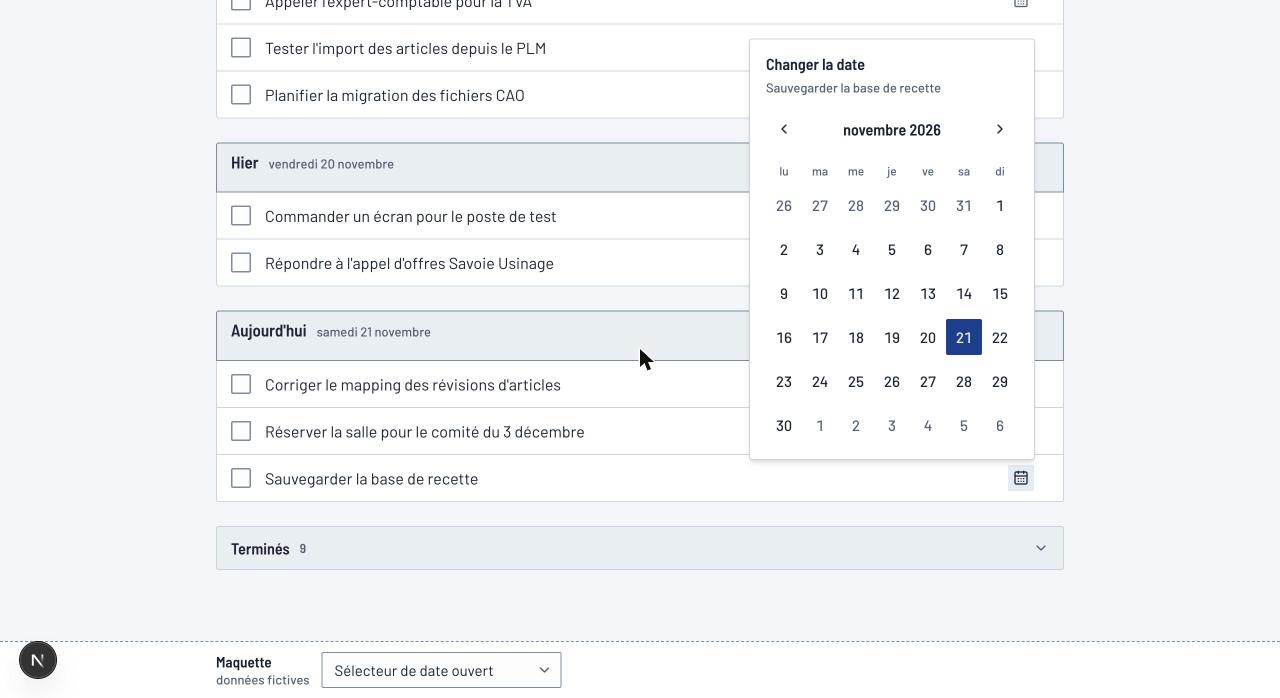 Appeler l'expert-comptable pour la TVA
Tester l'import des articles depuis le PLM
Planifier la migration des fichiers CAO
Hier vendredi 20 novembre
Commander un écran pour le poste de test
Répondre à l'appel d'offres Savoie Usinage
Aujourd'hui samedi 21 novembre
Corriger le mapping des révisions d'articles
Réserver la salle pour le comité du 3 décembre
Sauvegarder la base de recette
Changer la date
Sauvegarder la base de recette
novembre 2026
lu ma me je ve sa di
26 27 28 29 30 31 1
2 3 4 5 6 7 8
9 10 11 12 13 14 15
16 17 18 19 20 21 22
23 24 25 26 27 28 29
30 1 2 3 4 5 6
Terminés 9
N
Maquette
données fictives
Sélecteur de date ouvert